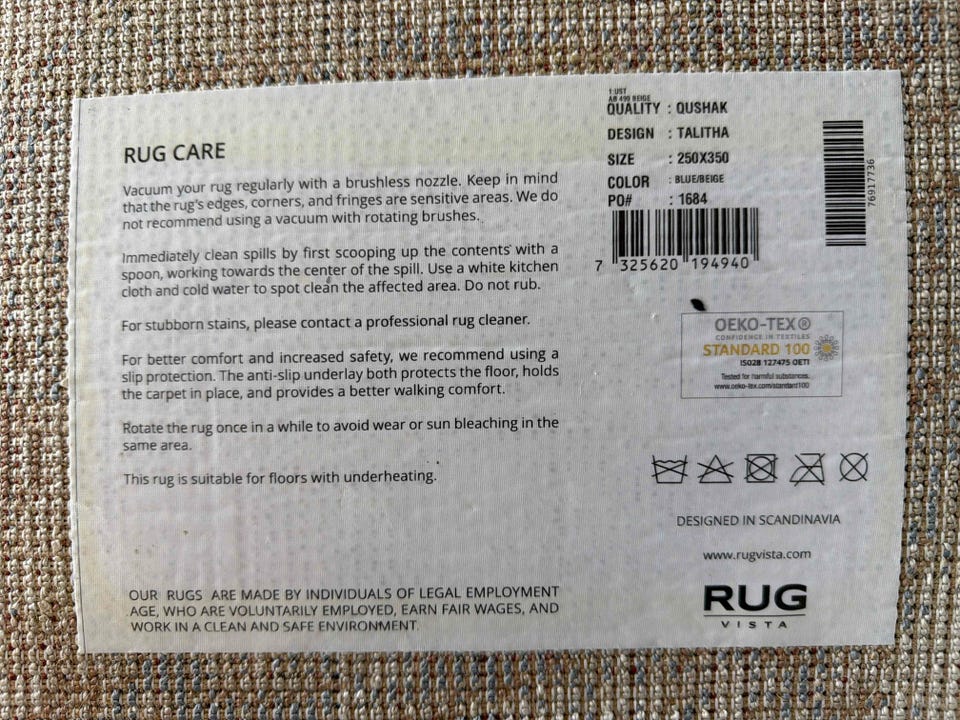 RUG CARE
Vacuum your rug regularly with a brushless nozzle. Keep in mind
that the rug's edges, corners, and fringes are sensitive areas. We do
not recommend using a vacuum with rotating brushes.
Immediately clean spills by first scooping up the contents with a
spoon, working towards the center of the spill. Use a white kitchen
cloth and cold water to spot clean the affected area. Do not rub.
For stubborn stains, please contact a professional rug cleaner.
For better comfort and increased safety, we recommend using a
slip protection. The anti-slip underlay both protects the floor, holds
the carpet in place, and provides a better walking comfort.
Rotate the rug once in a while to avoid wear or sun bleaching in the
same area.
This rug is suitable for floors with underheating.
OUR RUGS ARE MADE BY INDIVIDUALS OF LEGAL EMPLOYMENT
AGE, WHO ARE VOLUNTARILY EMPLOYED, EARN FAIR WAGES, AND
WORK IN A CLEAN AND SAFE ENVIRONMENT.
1:UST
AB 499 BEIGE
QUALITY : OUSHAK
DESIGN : TALITHA
SIZE : 250X350
COLOR : BLUE/BEIGE
PO# : 1684
7 325620 194940
76917736
OEKO-TEX®
CONFIDENCE IN TEXTILES
STANDARD 100
IS028 127475 OETI
Tested for harmful substances.
www.oeko-tex.com/standard100
DESIGNED IN SCANDINAVIA
www.rugvista.com
RUG
VISTA